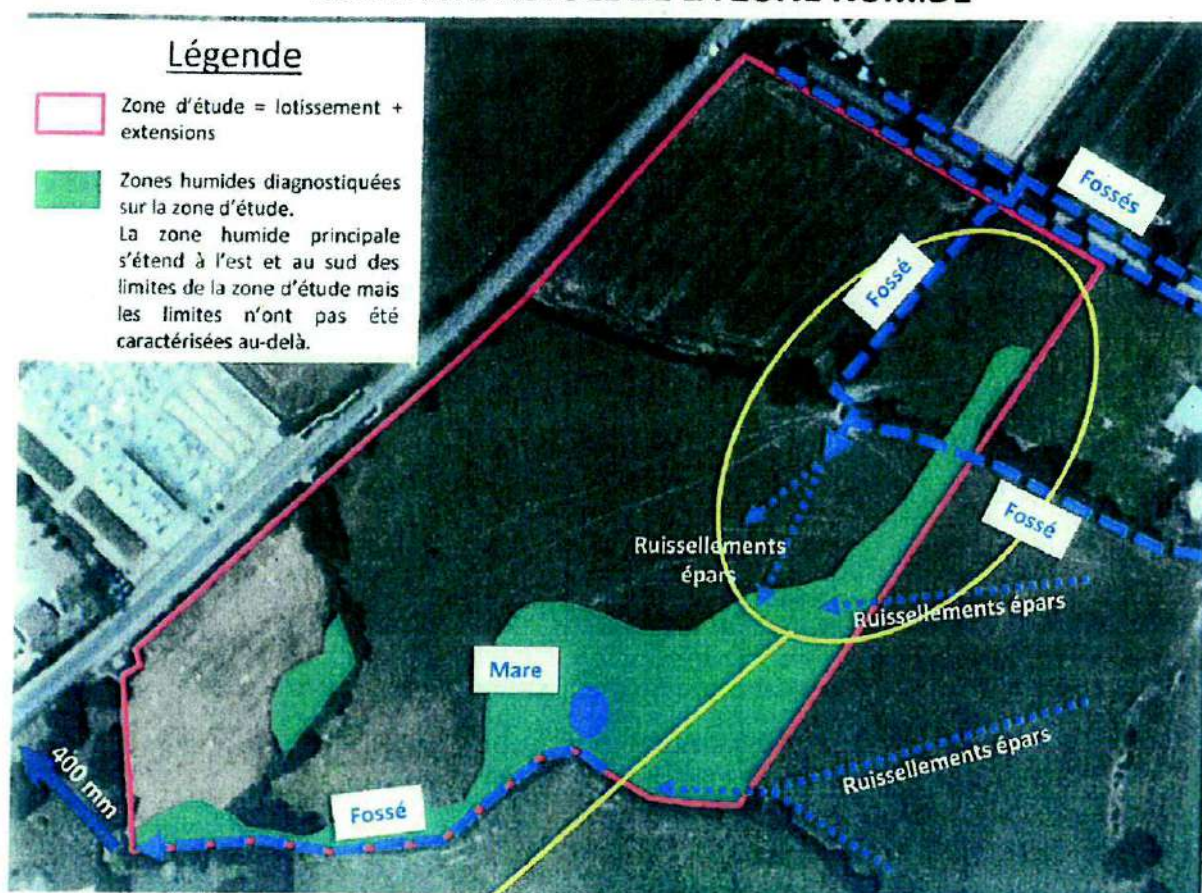 Légende
Zone d'étude = lotissement +
extensions
Zones humides diagnostiquées
sur la zone d'étude.
La zone humide principale
s'étend à l'est et au sud des
limites de la zone d'étude mais
les limites n'ont pas été
caractérisées au-delà.
Fossés
Fossé
Fossé
Ruissellements
épars
Ruissellements épars
Mare
Ruissellements épars
400 mm
Fossé